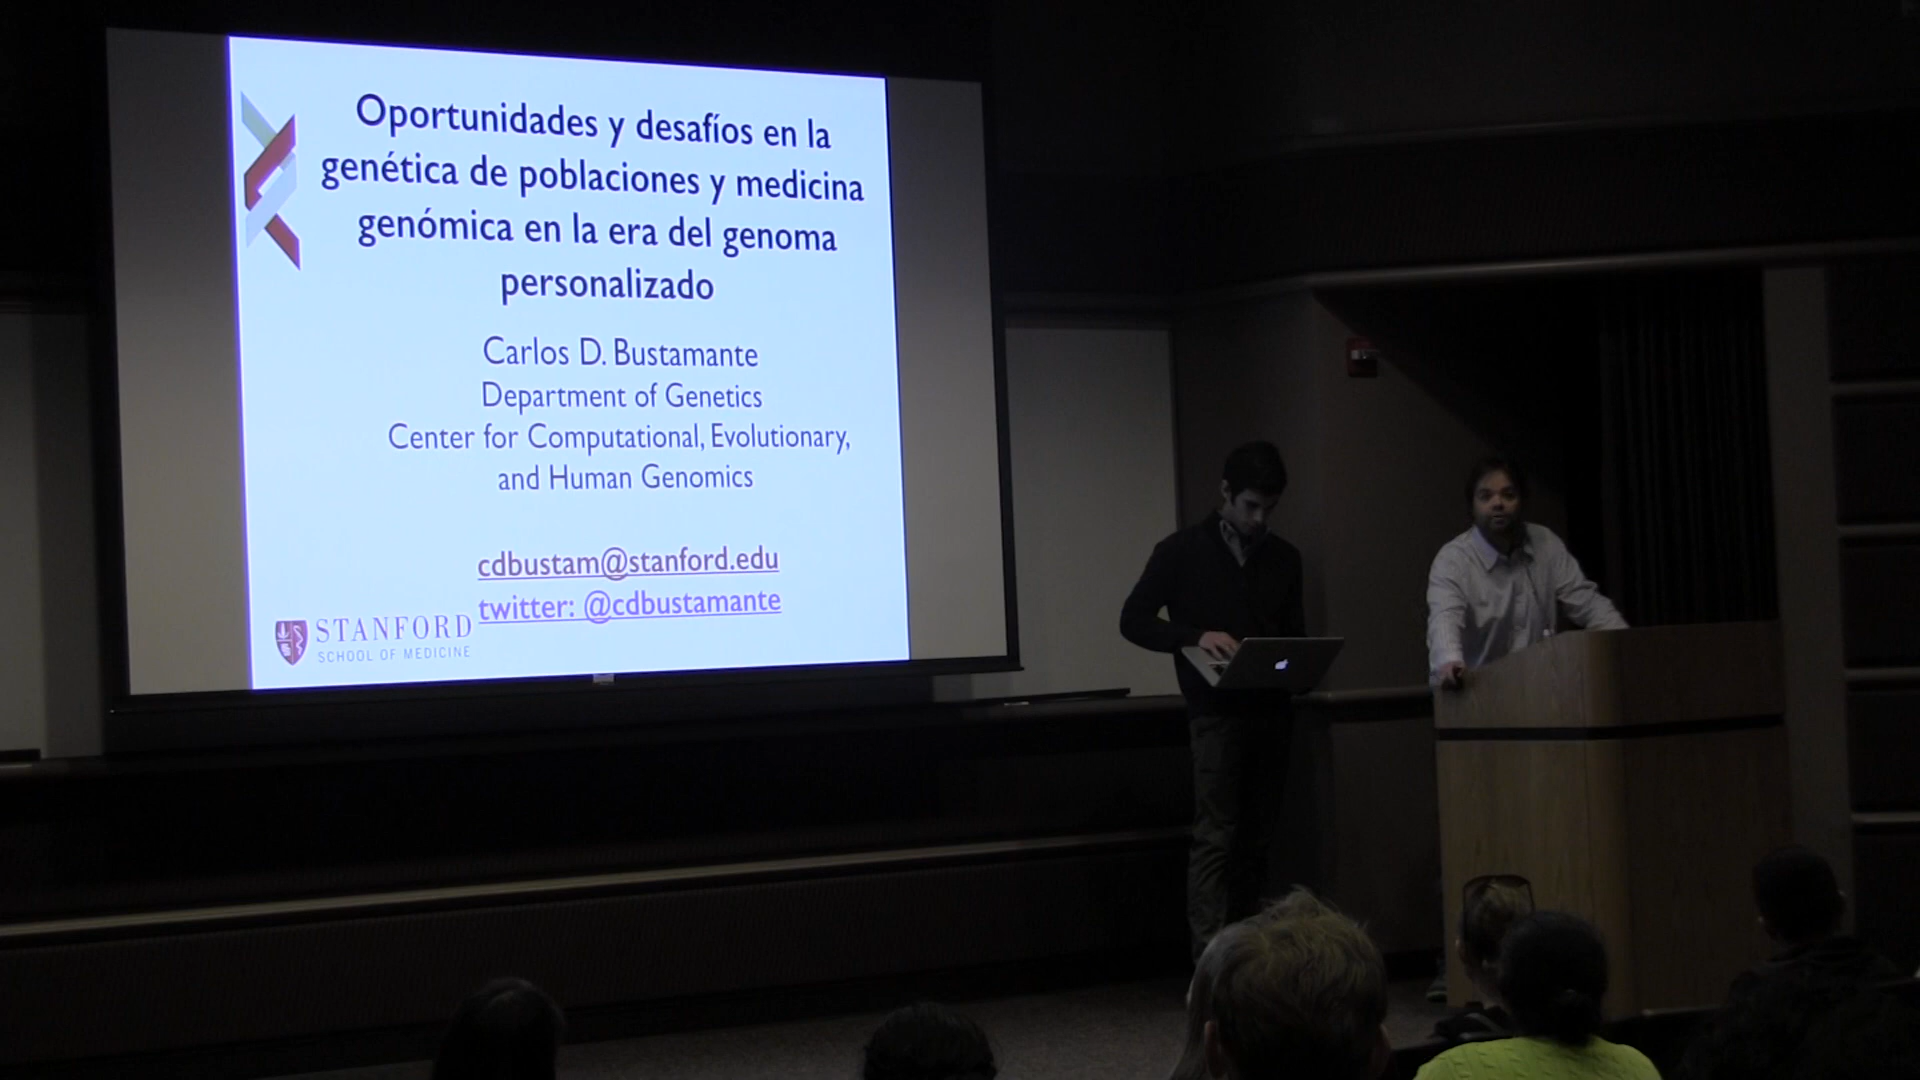 Oportunidades y desafíos en la
genética de poblaciones y medicina
genómica en la era del genoma
personalizado
Carlos D. Bustamante
Department of Genetics
Center for Computational, Evolutionary,
and Human Genomics
cdbustam@stanford.edu
twitter: @cdbustamante
STANFORD
SCHOOL OF MEDICINE